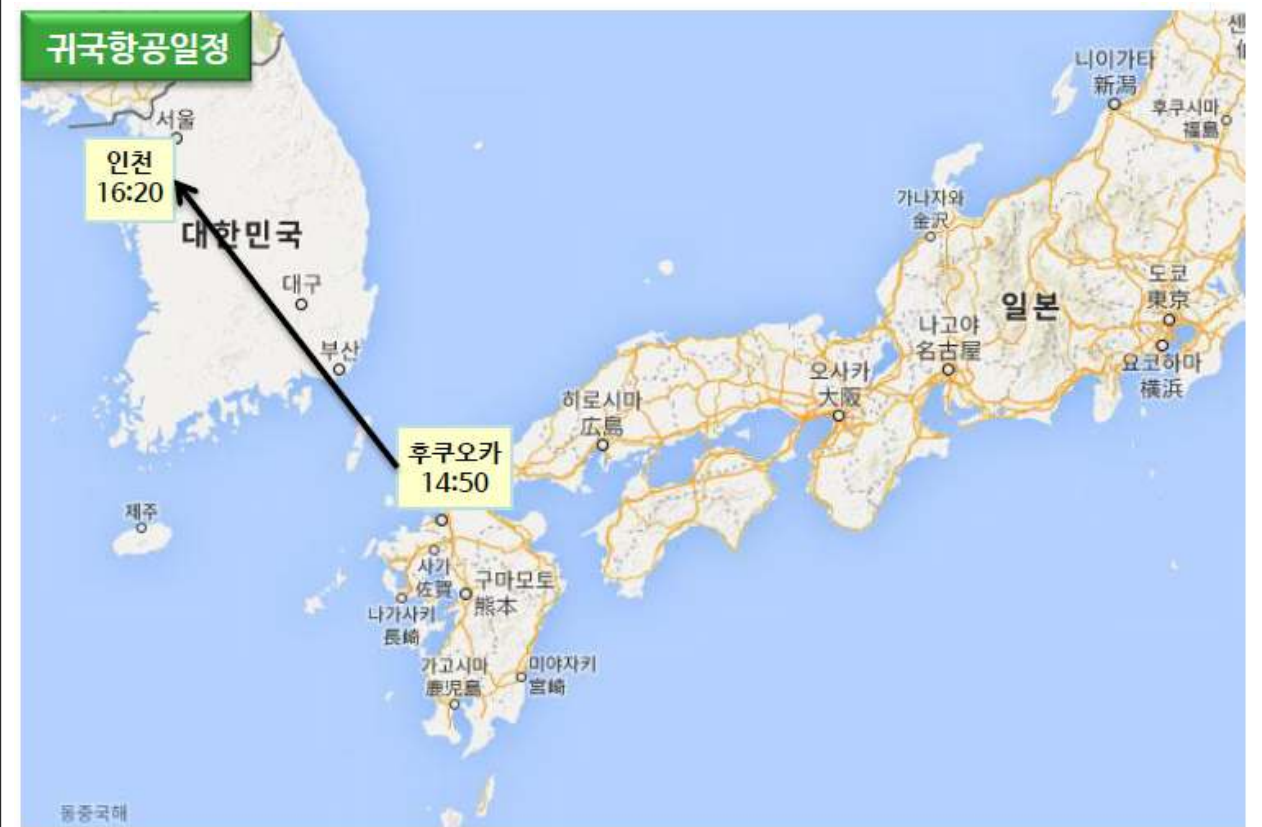 귀국항공일정
서울
인천
16:20
대한민국
대구
부산
제주
후쿠오카
14:50
니이가타
新潟
후쿠시마
福島
센
가나자와
金沢
도쿄
東京
일본
나고야
名古屋
요코하마
横浜
오사카
大阪
히로시마
広島
사가
佐賀
구마모토
熊本
나가사키
長崎
가고시마
鹿児島
미야자키
宮崎
동중국해